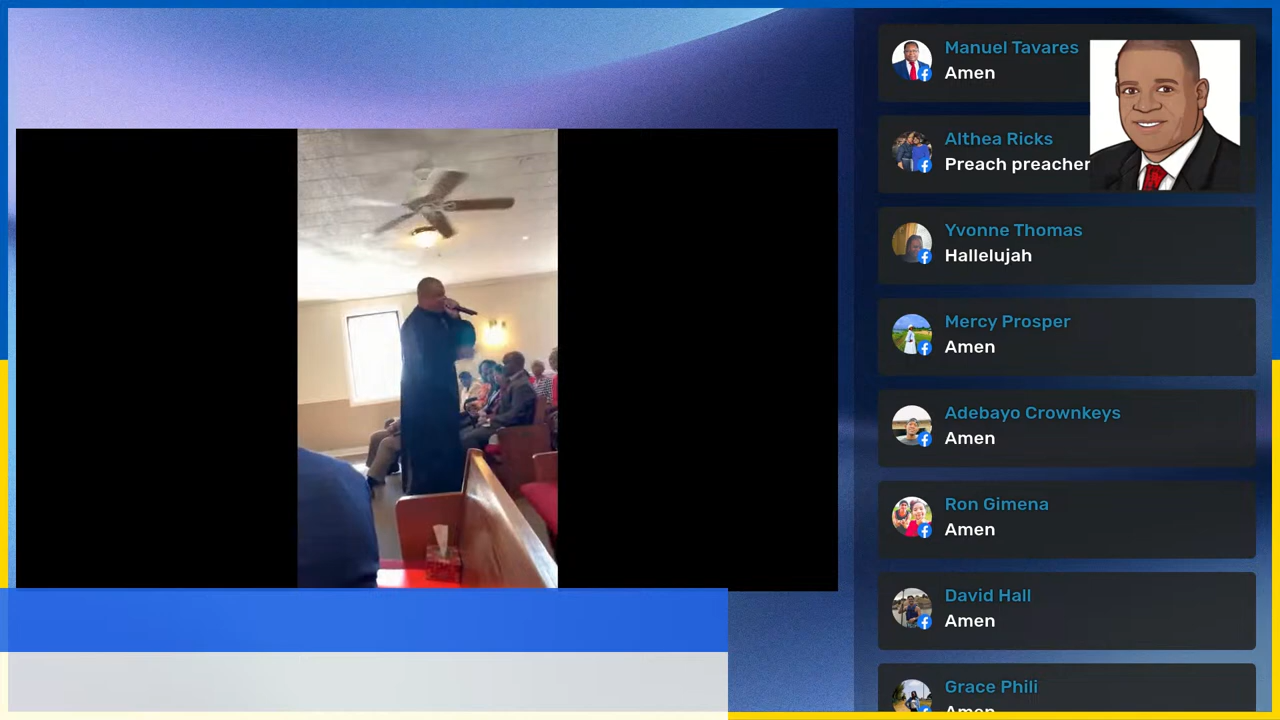 Manuel Tavares
Amen
Althea Ricks
Preach preacher
Yvonne Thomas
Hallelujah
Mercy Prosper
Amen
Adebayo Crownkeys
Amen
Ron Gimena
Amen
David Hall
Amen
Grace Phili
Amen